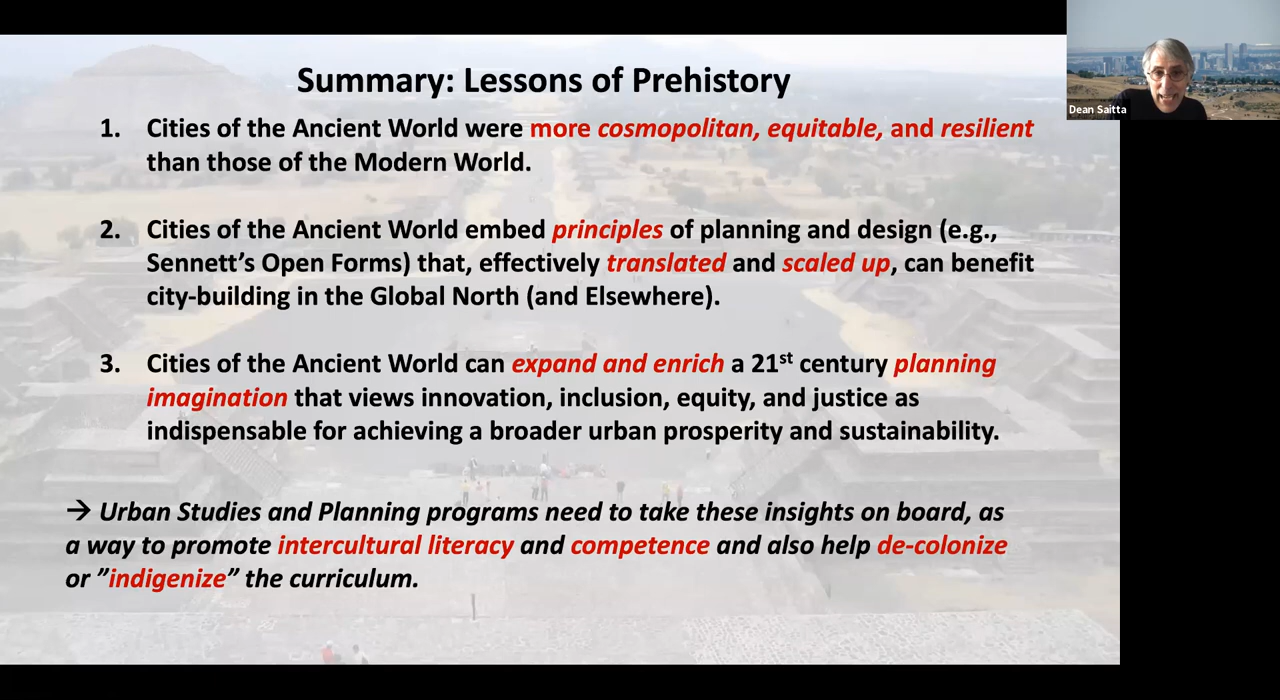 Summary: Lessons of Prehistory
1. Cities of the Ancient World were more cosmopolitan, equitable, and resilient
than those of the Modern World.
2. Cities of the Ancient World embed principles of planning and design (e.g.,
Sennett’s Open Forms) that, effectively translated and scaled up, can benefit
city-building in the Global North (and Elsewhere).
3. Cities of the Ancient World can expand and enrich a 21st century planning
imagination that views innovation, inclusion, equity, and justice as
indispensable for achieving a broader urban prosperity and sustainability.
→ Urban Studies and Planning programs need to take these insights on board, as
a way to promote intercultural literacy and competence and also help de-colonize
or ”indigenize” the curriculum.
Dean Saitta